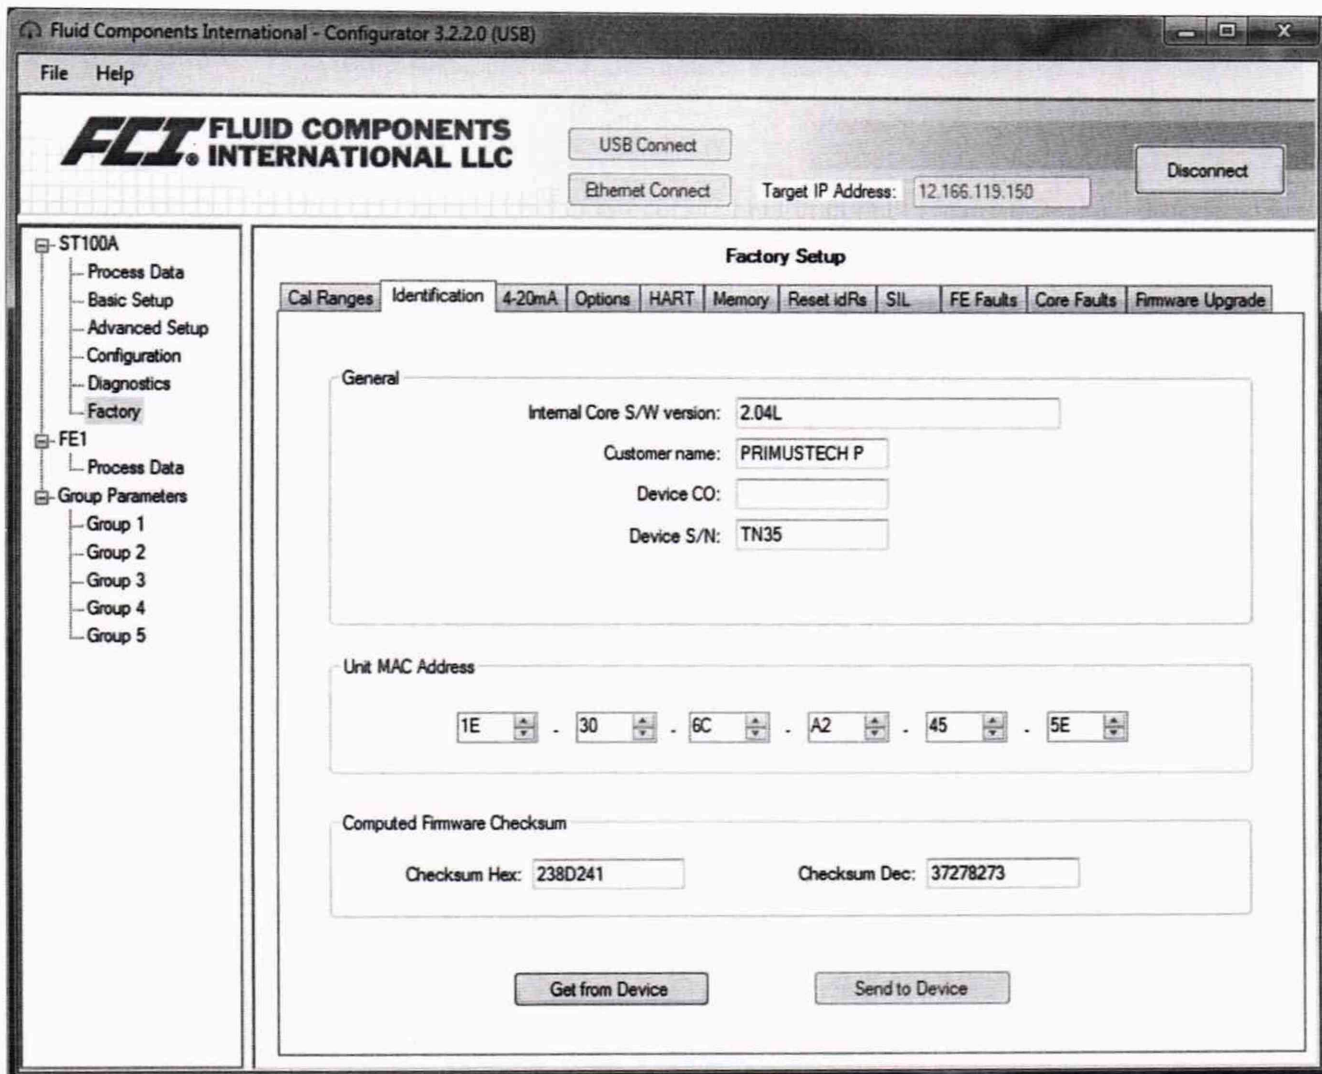 Fluid Components International - Configurator 3.2.2.0 (USB)
File Help
FCI® FLUID COMPONENTS INTERNATIONAL LLC
USB Connect
Ethernet Connect
Target IP Address: 12.166.119.150
Disconnect
ST100A
Process Data
Basic Setup
Advanced Setup
Configuration
Diagnostics
Factory
FE1
Process Data
Group Parameters
Group 1
Group 2
Group 3
Group 4
Group 5
Factory Setup
Cal Ranges Identification 4-20mA Options HART Memory Reset idRs SIL FE Faults Core Faults Firmware Upgrade
General
Internal Core S/W version: 2.04L
Customer name: PRIMUSTECH P
Device CO:
Device S/N: TN35
Unit MAC Address
1E . 30 . 6C . A2 . 45 . 5E
Computed Firmware Checksum
Checksum Hex: 238D241 Checksum Dec: 37278273
Get from Device Send to Device